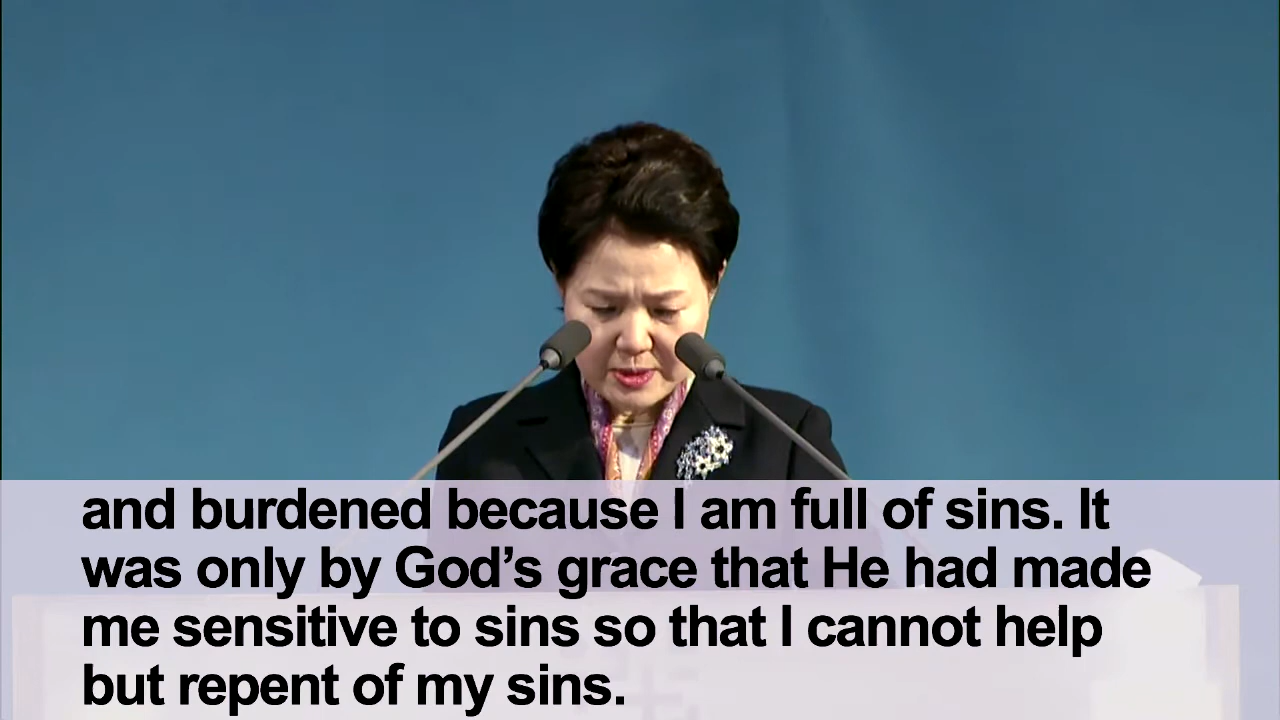 and burdened because I am full of sins. It
was only by God’s grace that He had made
me sensitive to sins so that I cannot help
but repent of my sins.